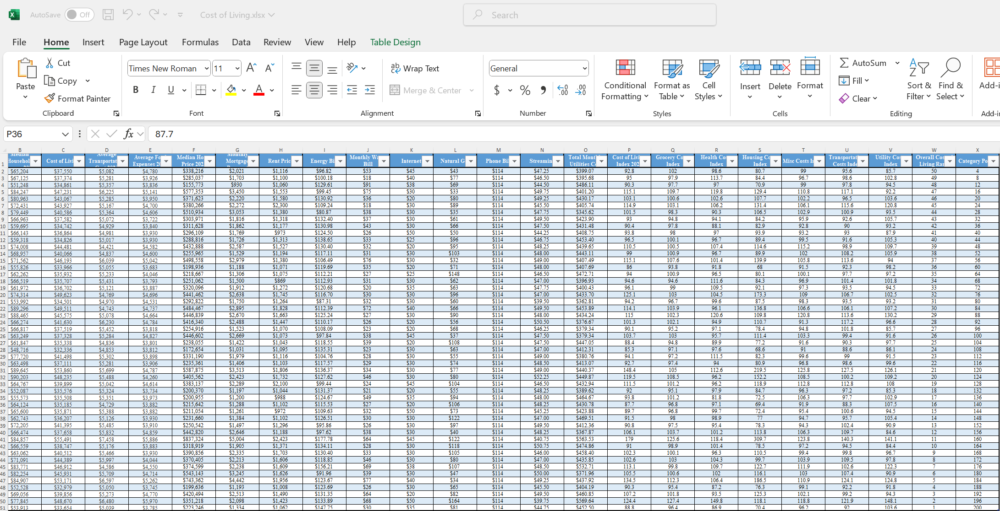 AutoSave Off Cost of Living.xlsx Search
File Home Insert Page Layout Formulas Data Review View Help Table Design
Cut
Copy
Paste
Format Painter
Clipboard
Times New Roman 11
B I U
Font
Wrap Text
Merge & Center
Alignment
General
$ % 9
Number
Conditional Formatting
Format as Table
Cell Styles
Styles
Insert Delete Format
Cells
AutoSum
Fill
Clear
Sort & Filter
Find & Select
Editing
P36 fx 87.7
B C D E F G H I J K L M N O P Q R S T U V W X
2 $65,204 $37,550 $5,082 $4,780 $338,216 $2,021 $1,116 $96.82 $53 $45 $43 $114 $47.25 $399.07 92.8 102 98.6 80.7 99 95.6 85.7 50 4
3 $67,125 $37,374 $5,281 $3,926 $285,037 $1,703 $1,100 $100.18 $18 $40 $77 $114 $46.50 $395.68 95 97.9 113.7 84.4 96.7 98.6 102.8 49 8
4 $51,248 $34,861 $5,357 $3,836 $155,773 $930 $1,060 $129.61 $91 $38 $69 $114 $44.50 $486.11 90.3 97.7 97 70.9 99 97.8 94.5 48 12
5 $84,247 $47,231 $6,225 $5,141 $577,353 $3,450 $1,553 $99.45 $75 $30 $33 $114 $49.75 $401.20 115.1 109.7 119.8 129.4 110.8 117.1 92.2 47 16
6 $80,963 $43,067 $5,285 $3,950 $371,623 $2,220 $1,580 $130.92 $36 $20 $80 $114 $49.25 $430.17 103.1 100.6 102.6 107.7 102.2 96.5 103.6 46 20
7 $72,431 $43,927 $5,167 $4,700 $380,266 $2,272 $2,300 $109.24 $18 $30 $89 $114 $45.50 $405.74 114.9 103.1 106.2 131.4 106.1 115.6 120.8 45 24
8 $79,449 $40,586 $5,364 $4,606 $510,934 $3,053 $1,380 $80.87 $38 $30 $35 $114 $47.75 $345.62 101.5 98.3 90.3 106.5 102.9 100.9 93.5 44 28
9 $66,963 $37,582 $5,072 $3,722 $303,971 $1,816 $1,318 $132.40 $37 $30 $61 $114 $49.50 $423.90 93 94.8 94.1 84.2 95.9 92.6 105.7 43 32
10 $59,695 $34,742 $4,929 $3,840 $311,628 $1,862 $1,177 $130.98 $43 $30 $66 $114 $47.50 $431.48 90.4 97.8 88.1 82.9 92.8 90 93.2 42 36
11 $66,143 $36,864 $4,981 $3,930 $296,109 $1,769 $973 $124.50 $26 $50 $50 $114 $44.25 $408.75 93.8 98 97 93.9 93.2 93 87.9 41 40
12 $59,318 $34,826 $5,017 $3,930 $288,816 $1,726 $1,313 $138.65 $33 $25 $96 $114 $46.75 $453.40 96.5 100.1 96.7 89.4 99.5 91.6 105.3 40 44
13 $74,008 $44,481 $4,421 $4,582 $432,888 $2,587 $1,527 $130.40 $32 $20 $95 $114 $48.25 $439.65 110.5 100.5 107.4 114.6 115.2 98.9 109.7 39 48
14 $68,957 $40,066 $4,837 $4,600 $255,965 $1,529 $1,194 $117.11 $31 $30 $103 $114 $48.00 $443.11 99 100.9 96.7 89.9 102 108.2 105.9 38 52
15 $71,562 $46,193 $6,039 $5,042 $498,558 $2,979 $1,380 $106.49 $76 $30 $32 $114 $49.00 $407.49 115.1 107.6 101.4 139.9 105.8 113.6 94 37 56
16 $55,826 $33,966 $5,055 $3,683 $198,936 $1,188 $1,071 $119.69 $35 $20 $71 $114 $48.00 $407.69 86 93.8 91.8 68 91.5 92.3 98.2 36 60
17 $62,262 $35,932 $5,233 $4,046 $218,667 $1,306 $1,075 $112.21 $27 $25 $148 $114 $46.50 $472.71 94 100.9 96.5 80.1 100.1 97.7 97.2 35 64
18 $66,519 $35,707 $5,431 $3,793 $251,062 $1,500 $869 $112.93 $31 $30 $62 $114 $47.00 $396.93 94.6 94.6 111.6 84.3 96.9 101.4 101.8 34 68
19 $61,972 $36,702 $5,121 $3,887 $320,096 $1,912 $1,272 $120.68 $20 $35 $63 $114 $47.75 $400.43 96.1 99 109.5 92.1 97.3 93.5 94.5 33 72
20 $74,314 $49,623 $4,769 $4,696 $441,462 $2,638 $1,745 $116.70 $30 $30 $96 $114 $47.00 $433.70 125.1 103 104.5 173.3 109 106.7 102.5 32 76
21 $53,992 $34,501 $4,970 $4,531 $292,822 $1,750 $1,264 $87.31 $32 $30 $60 $114 $39.50 $362.81 94.2 96.7 99.6 87.5 98.3 93.5 93.2 31 80
22 $89,296 $49,511 $4,743 $4,737 $484,467 $2,895 $1,828 $112.39 $72 $40 $66 $114 $49.50 $453.89 114.1 103.9 96.1 136.8 106.6 106.1 107.2 30 84
23 $88,465 $45,575 $5,078 $4,664 $446,839 $2,670 $1,663 $125.24 $27 $30 $90 $114 $48.00 $434.24 115 102.3 120.6 109.8 120.8 113.6 130.2 29 88
24 $66,274 $41,630 $6,230 $4,784 $416,340 $2,488 $1,447 $110.17 $26 $20 $56 $114 $50.50 $376.67 101.3 102.1 94.9 110.7 91.3 117.2 96.6 28 92
25 $66,817 $37,519 $5,452 $3,818 $254,916 $1,523 $1,070 $108.09 $23 $20 $68 $114 $46.25 $379.34 90.1 95.2 97.1 78.4 94.8 101.8 85.7 27 96
26 $63,249 $37,328 $5,284 $4,827 $446,602 $2,669 $1,073 $97.84 $38 $45 $37 $114 $47.50 $379.34 103.7 103 95.7 111.4 103.3 99.4 91.6 26 100
27 $61,847 $35,338 $4,836 $3,801 $238,055 $1,422 $1,043 $118.55 $39 $20 $108 $114 $47.50 $447.05 88.4 94.8 89.9 77.2 91.6 90.3 97.7 25 104
28 $48,716 $32,336 $4,853 $3,812 $172,654 $1,031 $1,095 $135.31 $23 $30 $63 $114 $47.00 $412.31 85.3 97.1 97.6 68.6 91 88.6 86.1 24 108
29 $77,720 $41,498 $5,302 $3,898 $331,190 $1,979 $1,116 $104.76 $28 $30 $55 $114 $49.00 $380.76 94.1 97.2 111.5 82.3 99.6 99 91.5 23 112
30 $63,498 $37,111 $5,281 $3,906 $235,361 $1,406 $1,103 $117.57 $29 $30 $74 $114 $48.50 $413.07 92.7 97.4 94 80.9 96.8 98.6 99.6 22 116
31 $89,645 $53,860 $5,699 $4,787 $587,875 $3,513 $1,806 $136.37 $34 $30 $77 $114 $49.00 $440.37 148.4 105 112.6 219.5 125.8 127.5 126.1 21 120
32 $90,203 $48,235 $5,488 $4,260 $405,562 $2,423 $1,732 $127.62 $46 $30 $80 $114 $52.25 $449.87 119.5 108.5 96.2 152.2 108.5 100.2 109.2 20 124
33 $64,767 $39,899 $5,042 $4,614 $383,137 $2,289 $2,100 $99.44 $24 $45 $104 $114 $46.50 $432.94 111.5 101.2 96.2 118.9 112.8 112.8 108 19 128
34 $52,087 $35,576 $5,324 $3,734 $200,370 $1,197 $1,044 $131.37 $21 $20 $55 $114 $48.25 $389.62 92 95.1 97.9 84.7 96.3 97.2 85.3 18 132
35 $55,573 $35,508 $5,351 $3,973 $200,955 $1,200 $988 $124.67 $49 $35 $94 $114 $48.00 $464.67 93.8 101.2 81.8 72.5 106.3 97.7 102.9 17 136
36 $64,124 $35,185 $4,729 $3,882 $215,642 $1,288 $1,102 $115.53 $27 $20 $106 $114 $48.25 $430.78 87.7 96.8 97.1 69.4 91.9 88.3 107.5 16 140
37 $65,600 $35,871 $5,388 $3,882 $211,054 $1,261 $972 $109.63 $32 $50 $73 $114 $45.25 $423.88 89.7 96.8 99.7 72.4 95.4 100.6 94.5 15 144
38 $62,743 $36,207 $5,126 $3,930 $231,660 $1,384 $1,102 $126.51 $30 $30 $122 $114 $47.00 $469.51 91.5 98 98.9 77 94.7 95.7 105.4 14 148
39 $72,205 $41,395 $5,485 $3,910 $250,542 $1,497 $1,296 $95.86 $26 $30 $97 $114 $49.50 $412.36 90.8 97.5 95.4 78.3 94.3 102.4 90.9 13 152
40 $66,474 $37,658 $5,832 $4,859 $442,820 $2,646 $1,188 $97.62 $38 $30 $40 $114 $48.25 $367.87 106.1 103.7 101.2 113.8 106.3 109.7 84.6 12 156
41 $84,857 $55,491 $7,458 $5,886 $837,324 $5,004 $2,423 $177.78 $64 $45 $122 $114 $40.75 $563.53 179 125.6 118.4 309.7 123.8 140.3 141.1 11 160
42 $66,559 $38,747 $5,176 $3,883 $318,919 $1,905 $1,371 $134.11 $28 $30 $118 $114 $50.75 $474.86 91 98.9 101.4 78.5 97.2 94.5 84.4 10 164
43 $63,062 $40,512 $5,466 $3,930 $390,856 $2,335 $1,703 $130.40 $33 $30 $105 $114 $46.00 $458.40 102.3 100.1 96.3 110.5 99.4 99.8 96.7 9 168
44 $71,091 $44,389 $5,997 $4,044 $370,405 $2,213 $1,606 $118.85 $46 $30 $80 $114 $47.00 $435.85 102.6 103 104.3 99.7 103.9 109.5 97.8 8 172
45 $83,771 $46,912 $4,586 $4,550 $374,599 $2,238 $1,609 $156.21 $69 $38 $107 $114 $48.50 $532.71 113.1 99.8 109.7 122.7 111.9 102.6 122.3 7 176
46 $82,254 $45,931 $5,709 $4,714 $543,143 $3,245 $1,626 $91.96 $39 $30 $47 $114 $50.00 $371.96 105.5 100.6 102 116.1 103 107.4 90.9 6 180
47 $84,907 $53,171 $6,597 $5,262 $743,362 $4,442 $1,956 $123.67 $77 $40 $34 $114 $49.25 $437.92 134.5 112.3 106.4 186.5 110.9 124.1 124.8 5 184
48 $52,528 $32,979 $5,050 $3,745 $199,636 $1,193 $1,008 $123.69 $26 $30 $65 $114 $45.50 $404.19 90.3 95.4 87.2 76.3 99.1 92.2 91.8 4 188
49 $69,056 $39,856 $5,273 $4,770 $420,494 $2,513 $1,490 $131.35 $64 $20 $82 $114 $49.50 $460.85 107.2 101.8 93.5 125.3 102.1 99.2 94.3 3 192
50 $77,845 $48,670 $6,480 $5,970 $351,218 $2,098 $1,423 $133.89 $68 $50 $164 $114 $39.75 $569.64 124.4 127.4 149.8 118.1 118.8 121.9 148.1 2 196
51 $53,913 $33,654 $5,039 $3,785 $223,246 $1,334 $1,062 $147.75 $30 $35 $81 $114 $44.75 $452.50 88.8 96.4 86.9 70.4 96.2 92 103.6 1 200